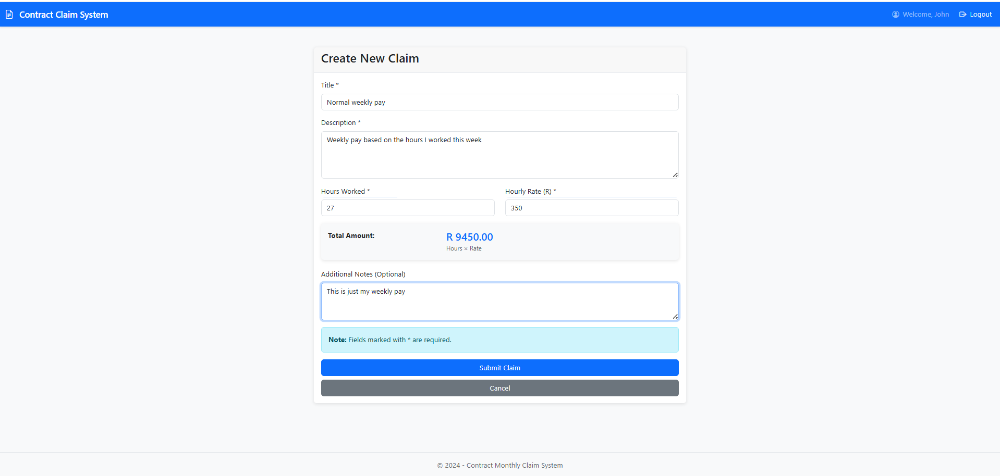 Contract Claim System
Welcome, John
Logout
Create New Claim
Title *
Normal weekly pay
Description *
Weekly pay based on the hours I worked this week
Hours Worked *
Hourly Rate (R) *
27
350
Total Amount:
R 9450.00
Hours × Rate
Additional Notes (Optional)
This is just my weekly pay
Note: Fields marked with * are required.
Submit Claim
Cancel
© 2024 - Contract Monthly Claim System